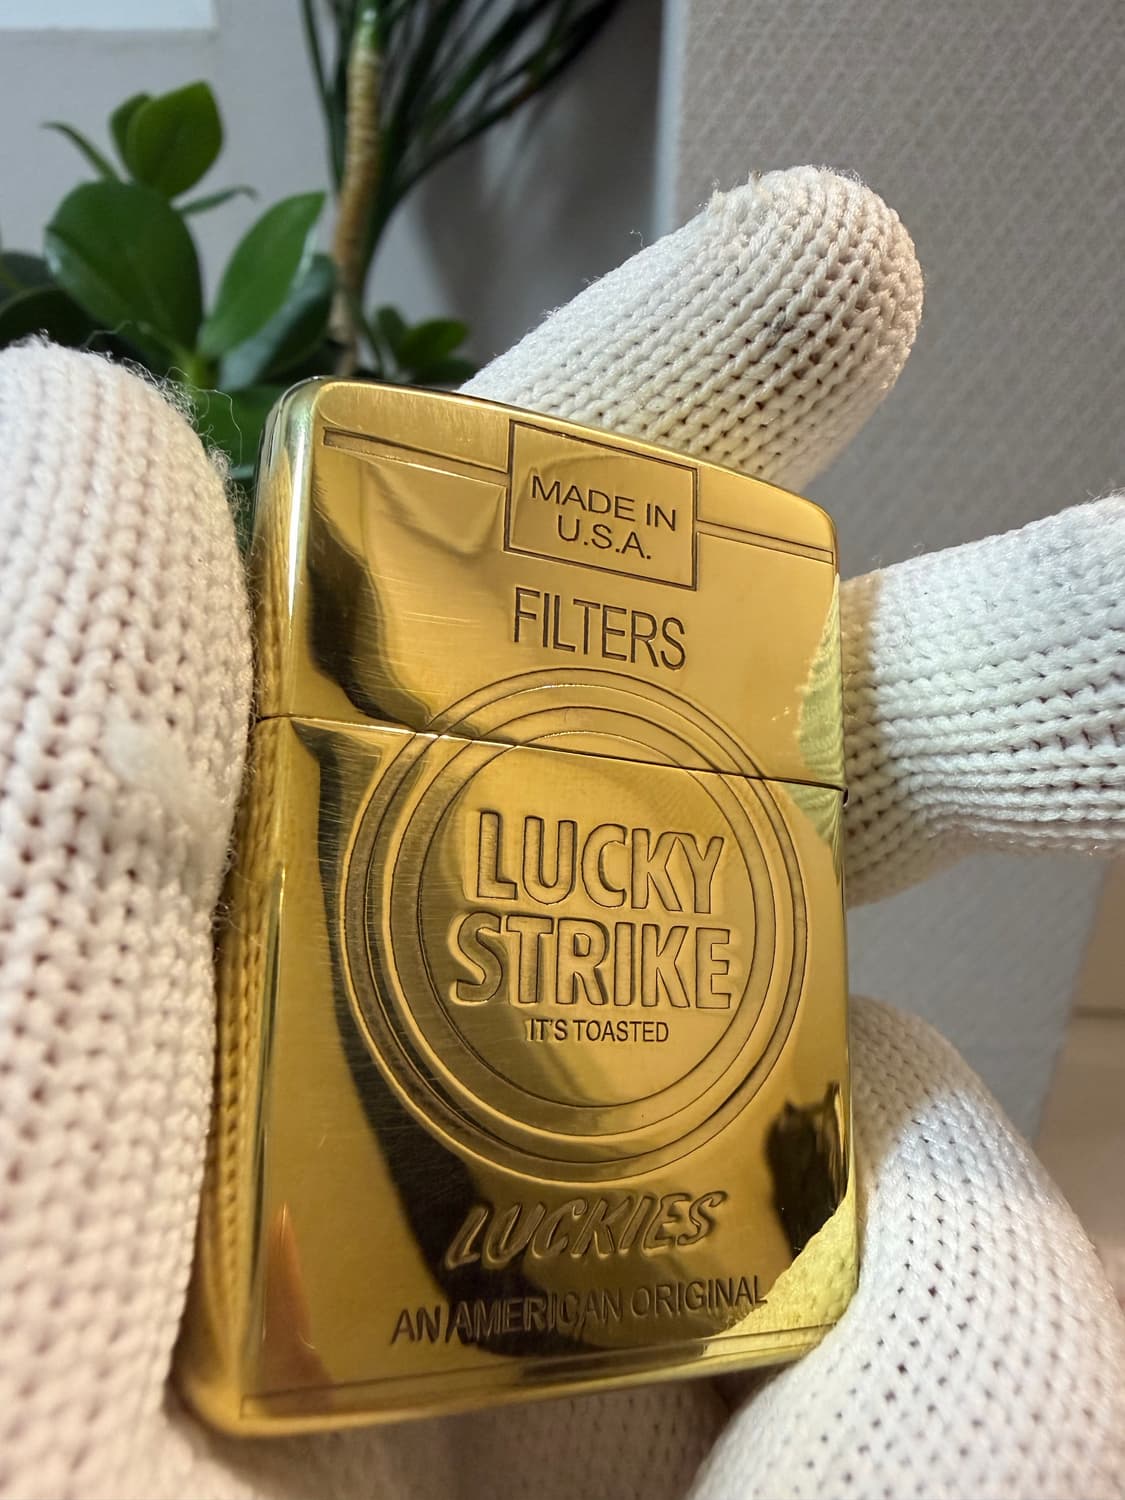 MADE IN
U.S.A.
FILTERS
LUCKY
STRIKE
IT'S TOASTED
LUCKIES
AN AMERICAN ORIGINAL